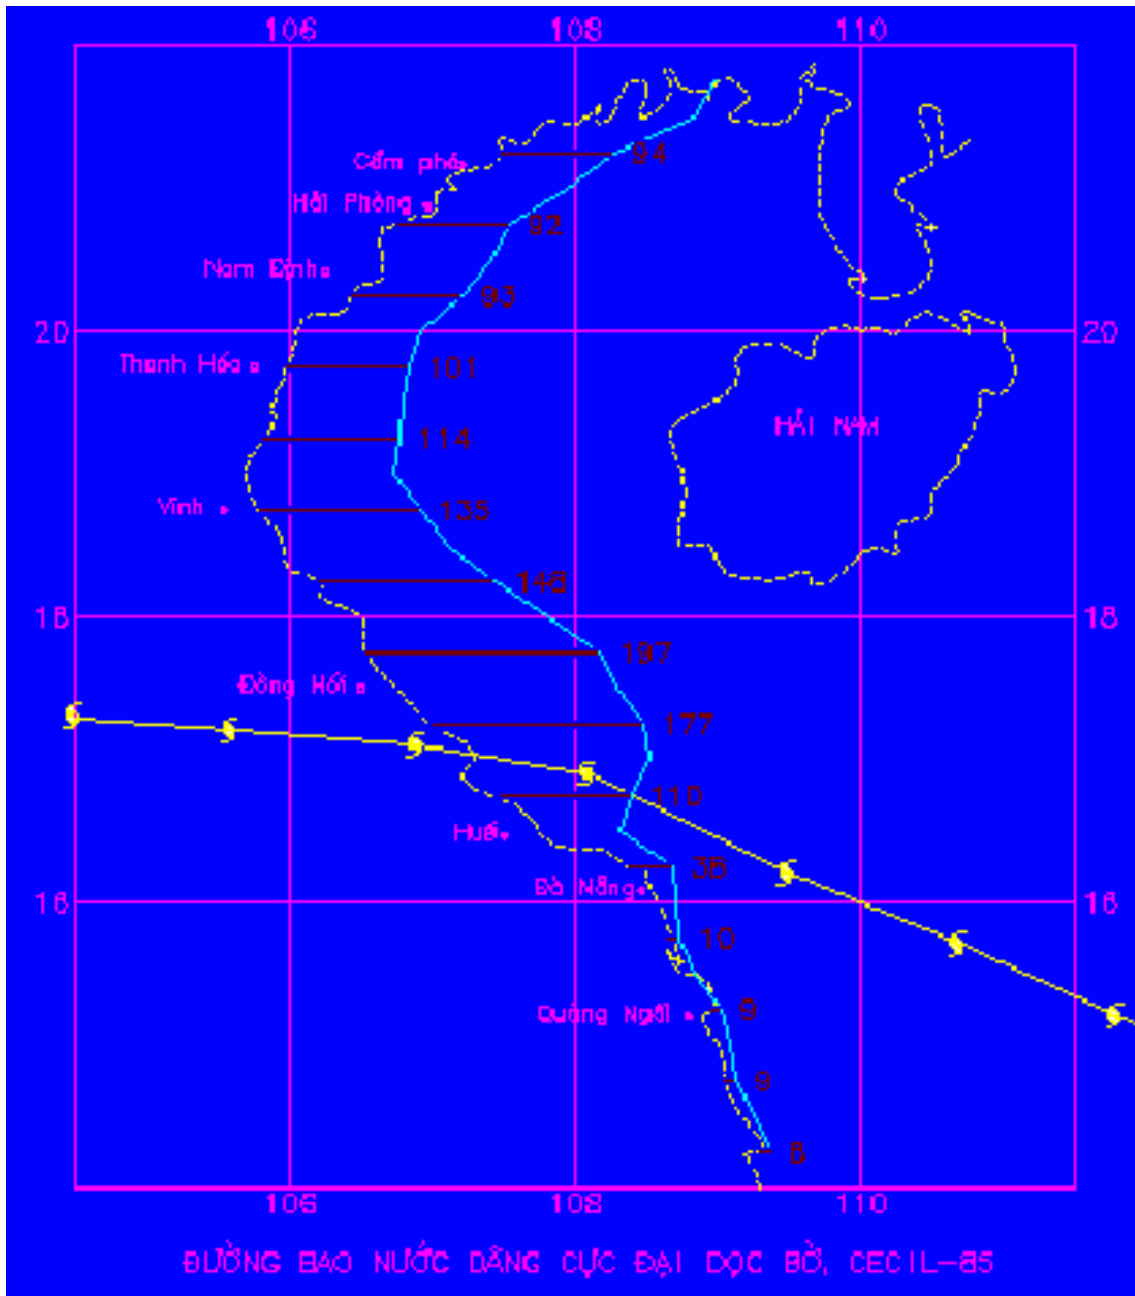 106 108 110
Cẩm phả
94
Hải Phòng
92
Nam Định
93
20 20
Thanh Hóa
101
HẢI NAM
114
Vinh
135
146
18 18
197
Đồng Hới
177
110
Huế
38
Đà Nẵng
16 16
10
Quảng Ngãi
9
9
106 108 110
ĐƯỜNG BAO NƯỚC DÂNG CỰC ĐẠI DỌC BỜ, CECIL-85